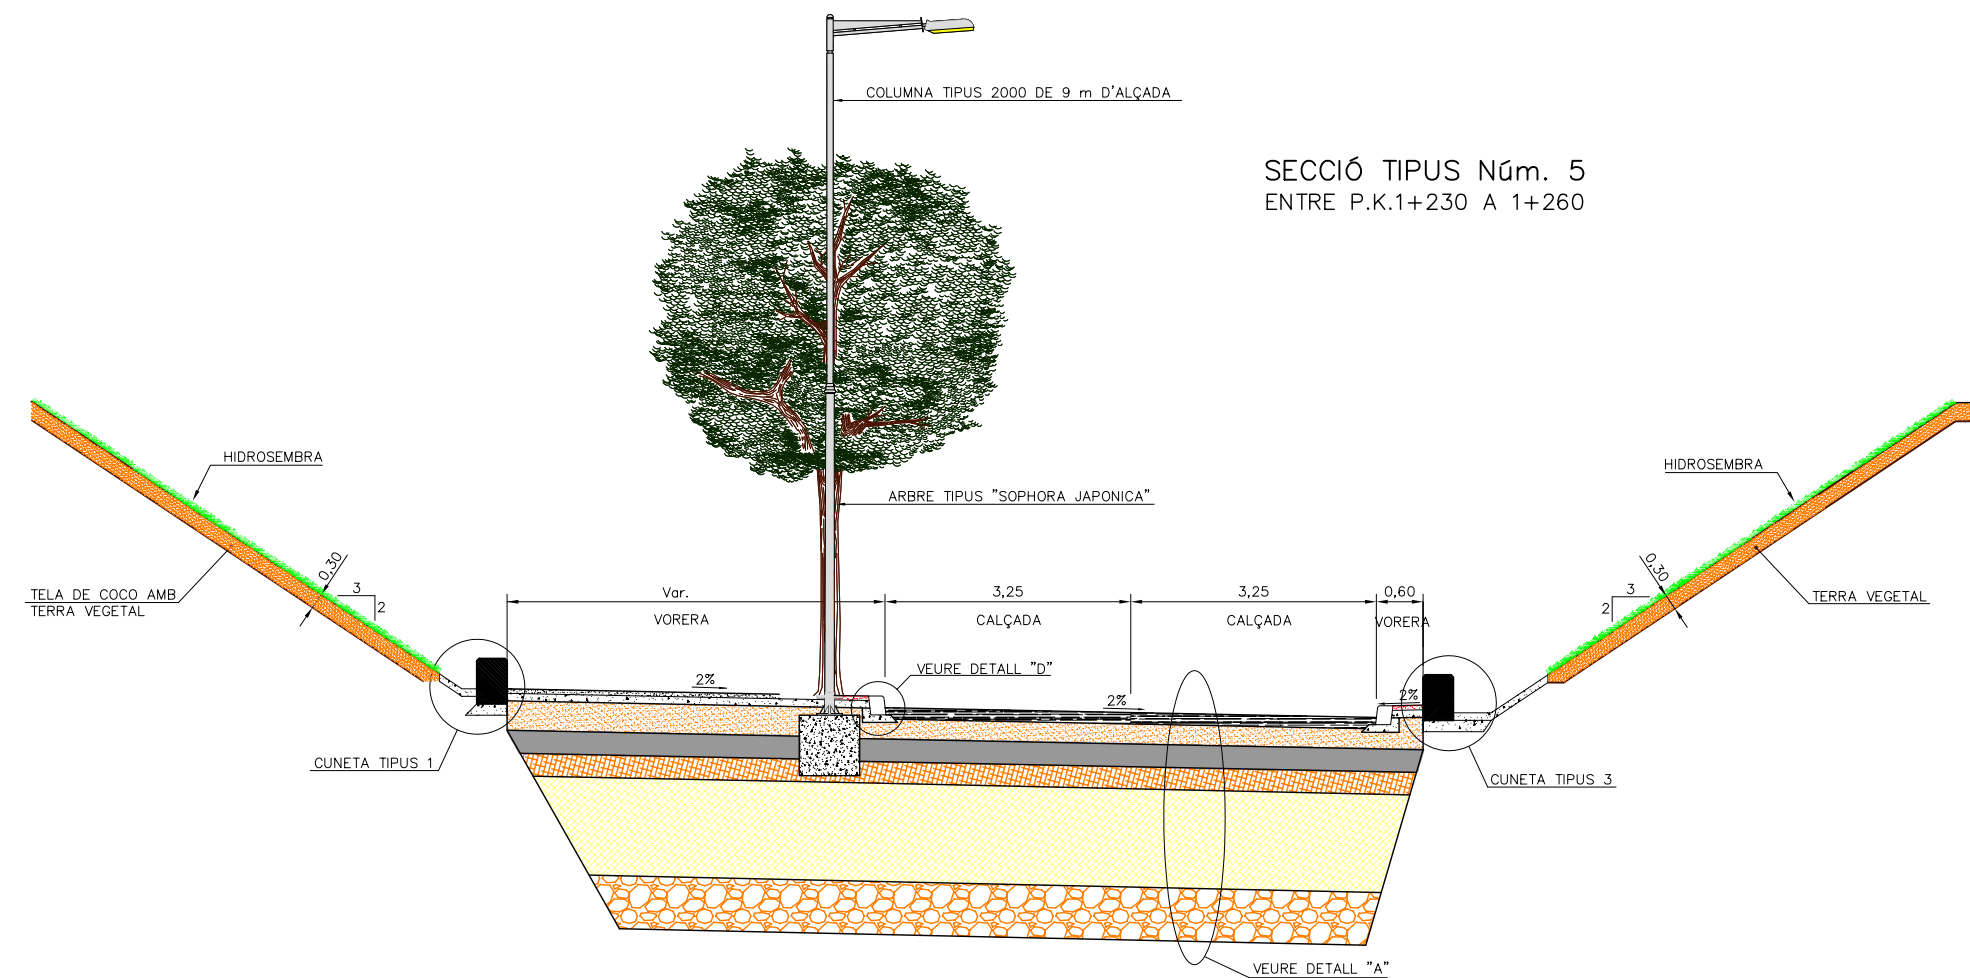 COLUMNA TIPUS 2000 DE 9 m D'ALÇADA
SECCIÓ TIPUS Núm. 5
ENTRE P.K.1+230 A 1+260
HIDROSEMBRA
HIDROSEMBRA
ARBRE TIPUS "SOPHORA JAPONICA"
0,30
0,30
TELA DE COCO AMB
TERRA VEGETAL
3
2
Var.
VORERA
3,25
CALÇADA
3,25
CALÇADA
0,60
VORERA
3
2
TERRA VEGETAL
VEURE DETALL "D"
2%
2%
2%
CUNETA TIPUS 1
CUNETA TIPUS 3
VEURE DETALL "A"